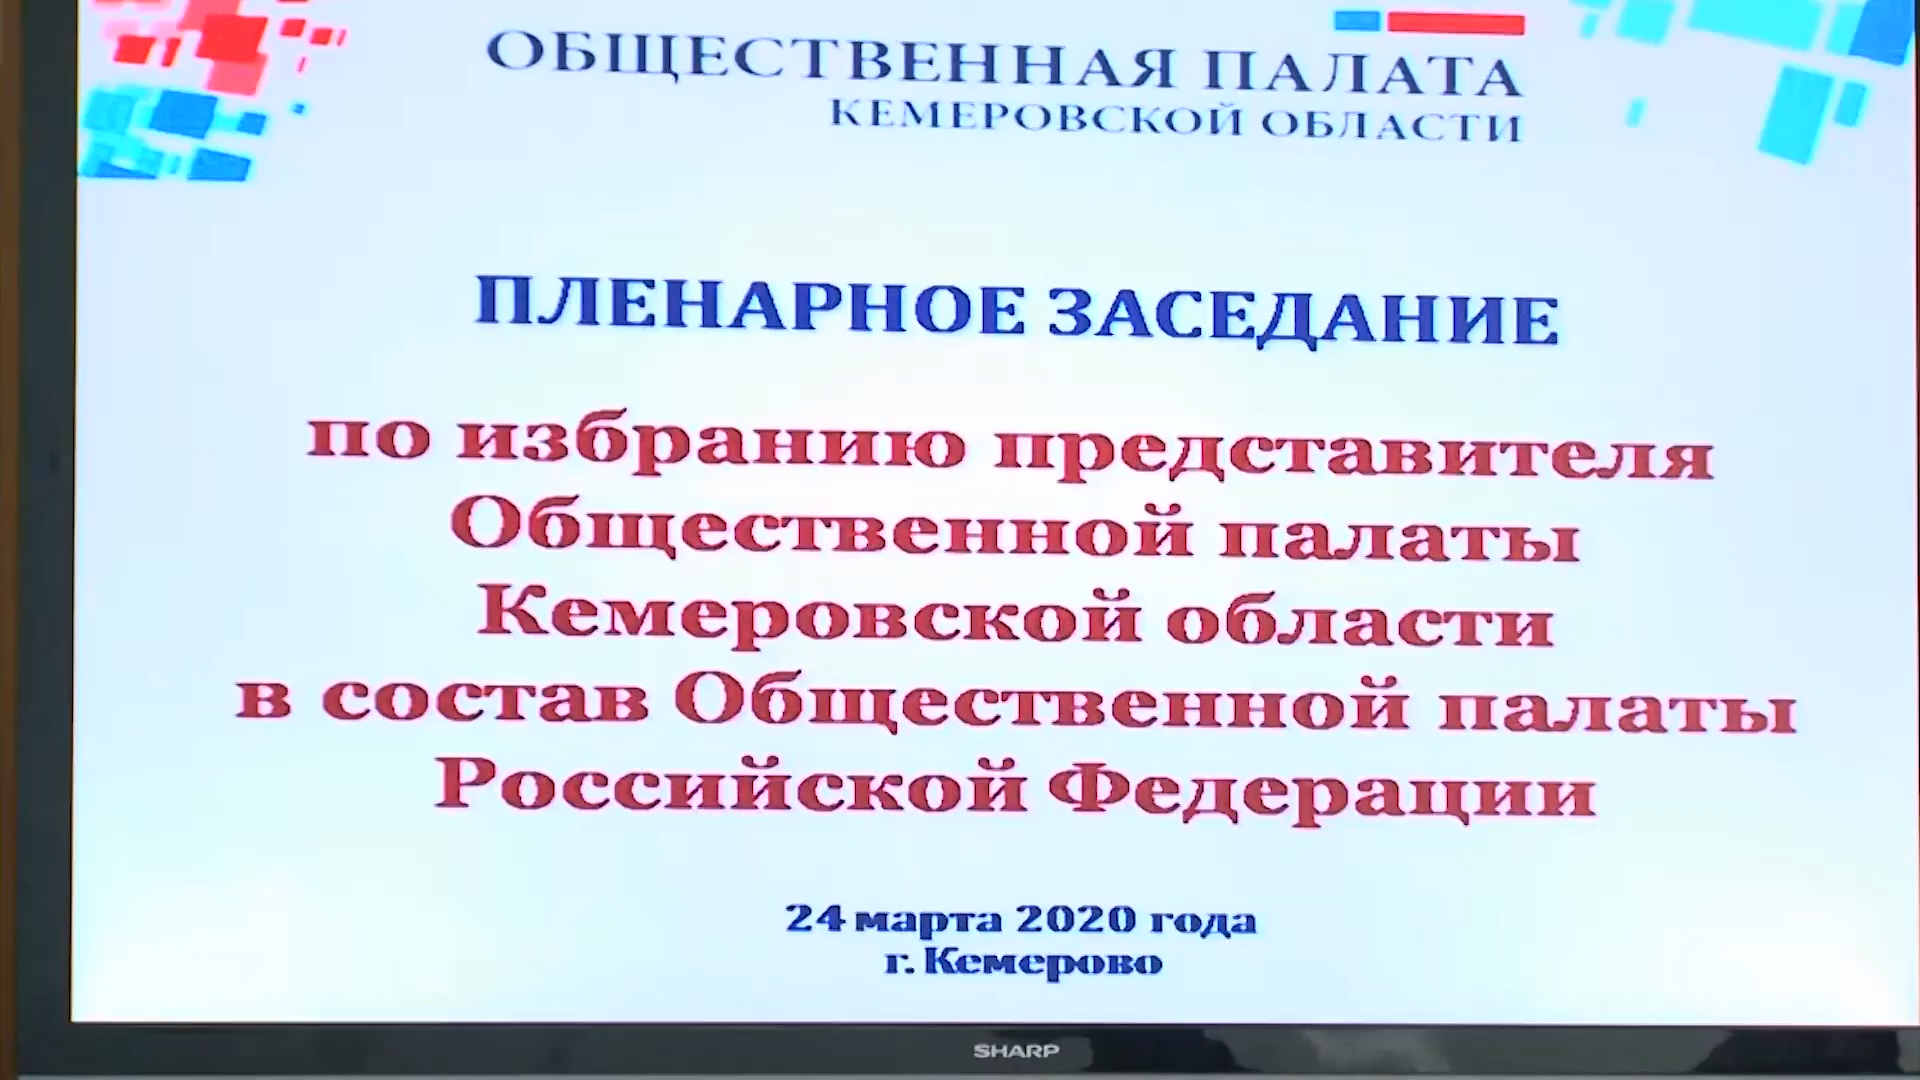 ОБЩЕСТВЕННАЯ ПАЛАТА
КЕМЕРОВСКОЙ ОБЛАСТИ
ПЛЕНАРНОЕ ЗАСЕДАНИЕ
по избранию представителя
Общественной палаты
Кемеровской области
в состав Общественной палаты
Российской Федерации
24 марта 2020 года
г. Кемерово
SHARP